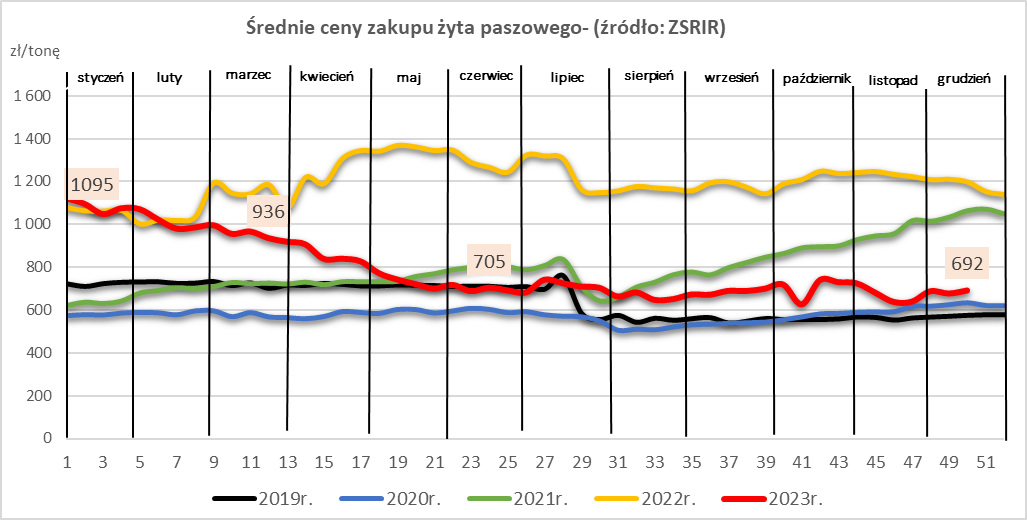 Średnie ceny zakupu żyta paszowego- (źródło: ZSRIR)
zł/tonę
styczeń luty marzec kwiecień maj czerwiec lipiec sierpień wrzesień październik listopad grudzień
1 600
1 400
1 200
1 000
800
600
400
200
0
1095
936
705
692
1 3 5 7 9 11 13 15 17 19 21 23 25 27 29 31 33 35 37 39 41 43 45 47 49 51
2019r. 2020r. 2021r. 2022r. 2023r.